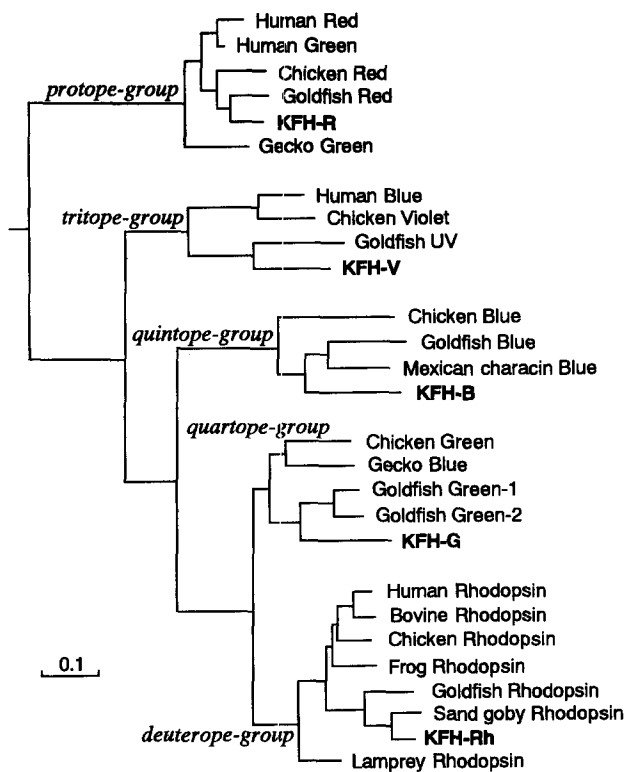 Human Red
Human Green
Chicken Red
protope-group
Goldfish Red
KFH-R
Gecko Green
Human Blue
tritope-group
Chicken Violet
Goldfish UV
KFH-V
Chicken Blue
quintope-group
Goldfish Blue
Mexican characin Blue
KFH-B
quartope-group
Chicken Green
Gecko Blue
Goldfish Green-1
Goldfish Green-2
KFH-G
Human Rhodopsin
Bovine Rhodopsin
Chicken Rhodopsin
0.1
Frog Rhodopsin
Goldfish Rhodopsin
Sand goby Rhodopsin
deuterope-group
KFH-Rh
Lamprey Rhodopsin